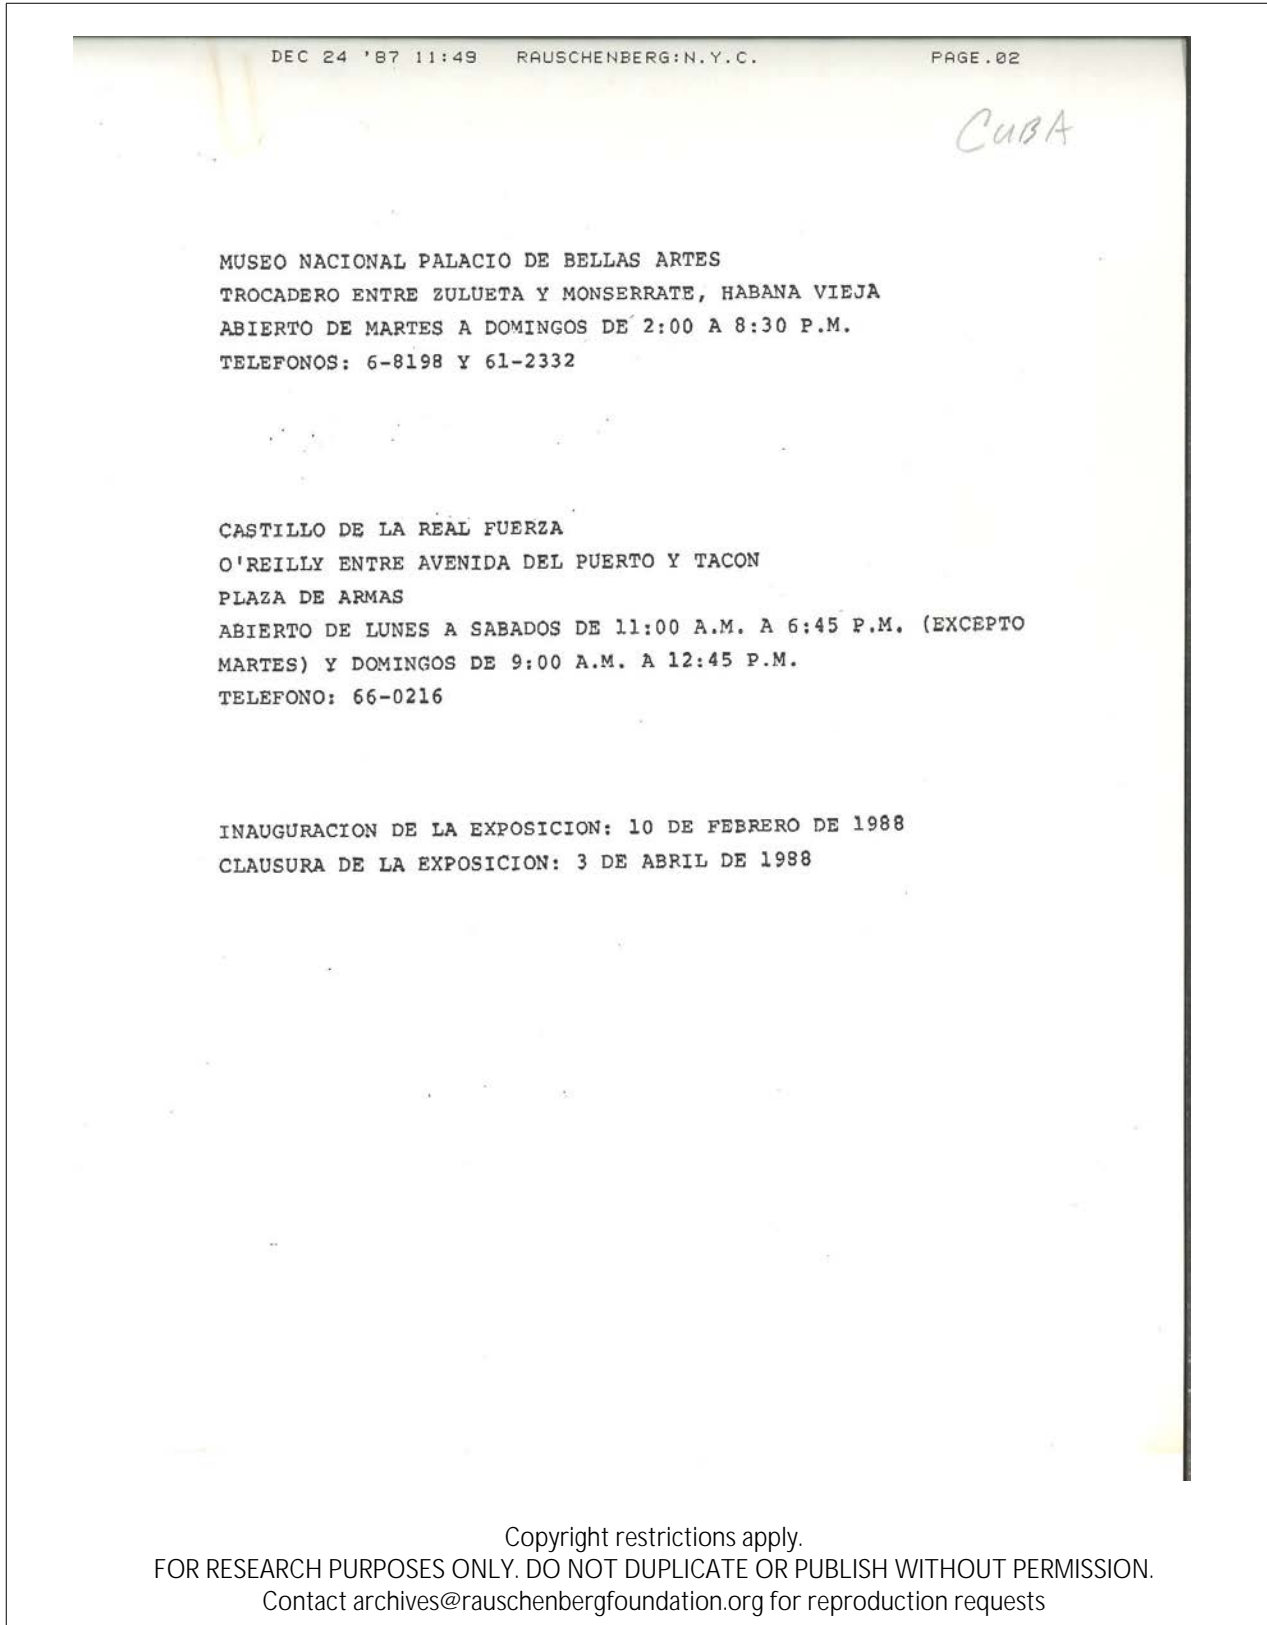 DEC 24 '87 11:49 RAUSCHENBERG:N.Y.C. PAGE.02
CUBA
MUSEO NACIONAL PALACIO DE BELLAS ARTES
TROCADERO ENTRE ZULUETA Y MONSERRATE, HABANA VIEJA
ABIERTO DE MARTES A DOMINGOS DE 2:00 A 8:30 P.M.
TELEFONOS: 6-8198 Y 61-2332
CASTILLO DE LA REAL FUERZA
O'REILLY ENTRE AVENIDA DEL PUERTO Y TACON
PLAZA DE ARMAS
ABIERTO DE LUNES A SABADOS DE 11:00 A.M. A 6:45 P.M. (EXCEPTO
MARTES) Y DOMINGOS DE 9:00 A.M. A 12:45 P.M.
TELEFONO: 66-0216
INAUGURACION DE LA EXPOSICION: 10 DE FEBRERO DE 1988
CLAUSURA DE LA EXPOSICION: 3 DE ABRIL DE 1988
Copyright restrictions apply.
FOR RESEARCH PURPOSES ONLY. DO NOT DUPLICATE OR PUBLISH WITHOUT PERMISSION.
Contact archives@rauschenbergfoundation.org for reproduction requests